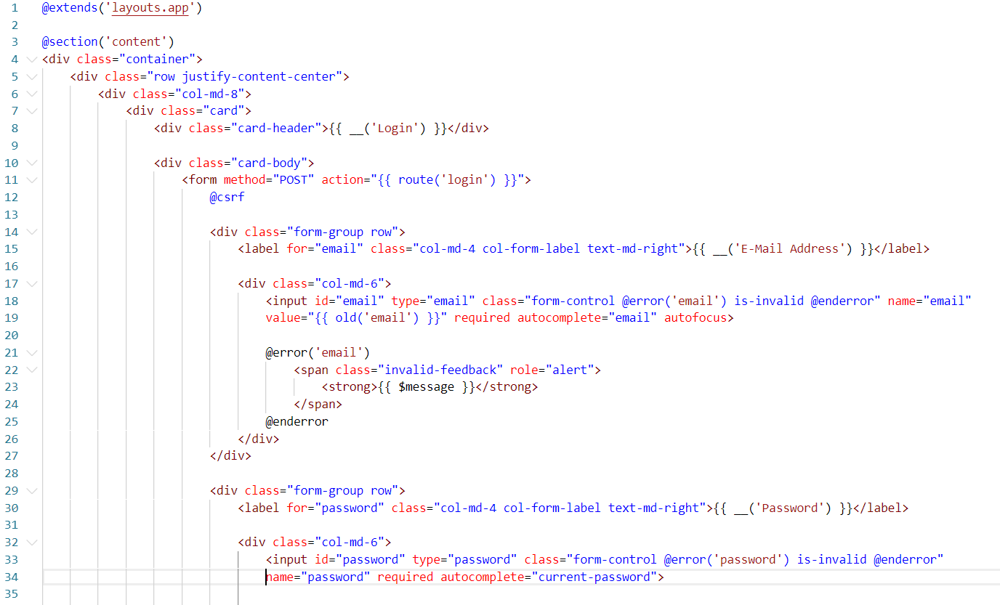 1 @extends('layouts.app')
2
3 @section('content')
4 <div class="container">
5 <div class="row justify-content-center">
6 <div class="col-md-8">
7 <div class="card">
8 <div class="card-header">{{ __('Login') }}</div>
9
10 <div class="card-body">
11 <form method="POST" action="{{ route('login') }}">
12 @csrf
13
14 <div class="form-group row">
15 <label for="email" class="col-md-4 col-form-label text-md-right">{{ __('E-Mail Address') }}</label>
16
17 <div class="col-md-6">
18 <input id="email" type="email" class="form-control @error('email') is-invalid @enderror" name="email"
19 value="{{ old('email') }}" required autocomplete="email" autofocus>
20
21 @error('email')
22 <span class="invalid-feedback" role="alert">
23 <strong>{{ $message }}</strong>
24 </span>
25 @enderror
26 </div>
27 </div>
28
29 <div class="form-group row">
30 <label for="password" class="col-md-4 col-form-label text-md-right">{{ __('Password') }}</label>
31
32 <div class="col-md-6">
33 <input id="password" type="password" class="form-control @error('password') is-invalid @enderror"
34 name="password" required autocomplete="current-password">
35